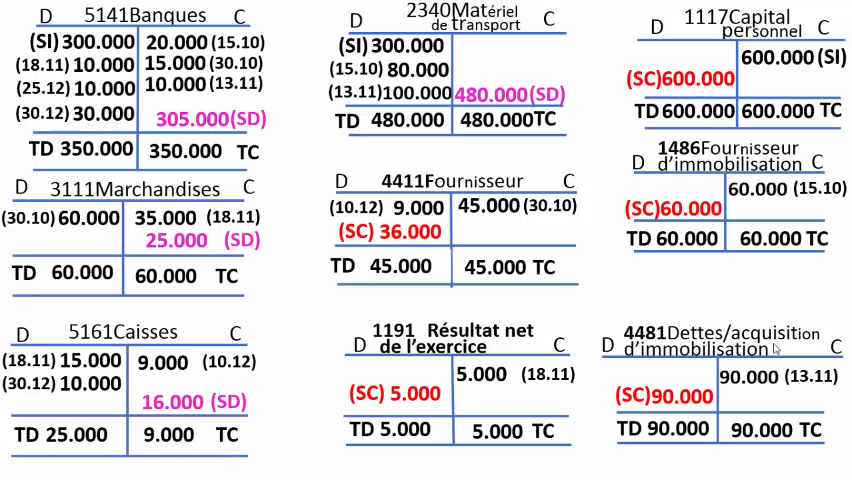 D 5141Banques C
(SI) 300.000 20.000 (15.10)
(18.11) 10.000 15.000 (30.10)
(25.12) 10.000 10.000 (13.11)
(30.12) 30.000 305.000 (SD)
TD 350.000 350.000 TC
D 2340Matériel de transport C
(SI) 300.000
(15.10) 80.000
(13.11) 100.000 480.000 (SD)
TD 480.000 480.000 TC
D 1117Capital personnel C
600.000 (SI)
(SC) 600.000
TD 600.000 600.000 TC
D 3111Marchandises C
(30.10) 60.000 35.000 (18.11)
25.000 (SD)
TD 60.000 60.000 TC
D 4411Fournisseur C
(10.12) 9.000 45.000 (30.10)
(SC) 36.000
TD 45.000 45.000 TC
1486Fournisseur
D d'immobilisation C
60.000 (15.10)
(SC) 60.000
TD 60.000 60.000 TC
D 5161Caisses C
(18.11) 15.000 9.000 (10.12)
(30.12) 10.000
16.000 (SD)
TD 25.000 9.000 TC
1191 Résultat net
D de l'exercice C
5.000 (18.11)
(SC) 5.000
TD 5.000 5.000 TC
4481Dettes/acquisition
D d'immobilisation C
90.000 (13.11)
(SC) 90.000
TD 90.000 90.000 TC